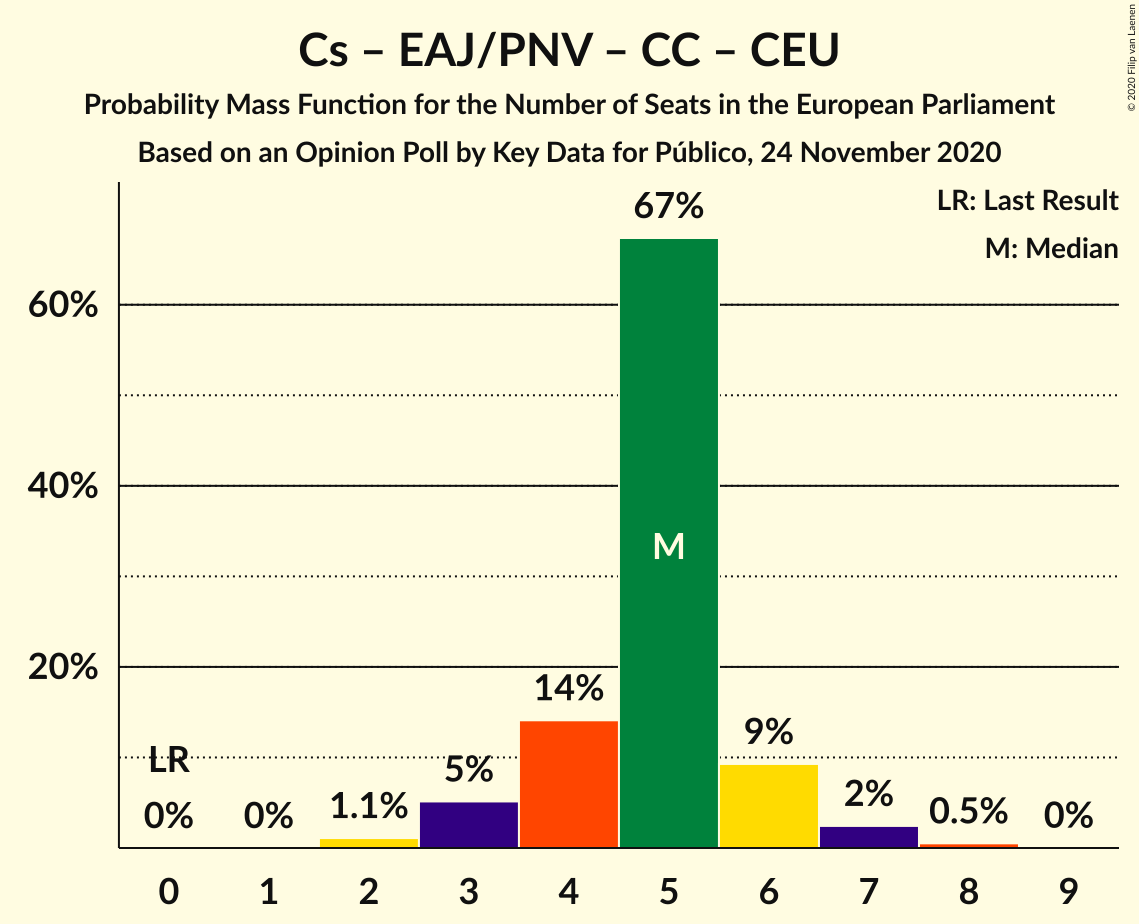 Cs – EAJ/PNV – CC – CEU
Probability Mass Function for the Number of Seats in the European Parliament
Based on an Opinion Poll by Key Data for Público, 24 November 2020
© 2020 Filip van Laenen
LR: Last Result
M: Median
67%
60%
40%
M
20%
14%
9%
LR
5%
2%
1.1%
0.5%
0% 0% 0%
0 1 2 3 4 5 6 7 8 9